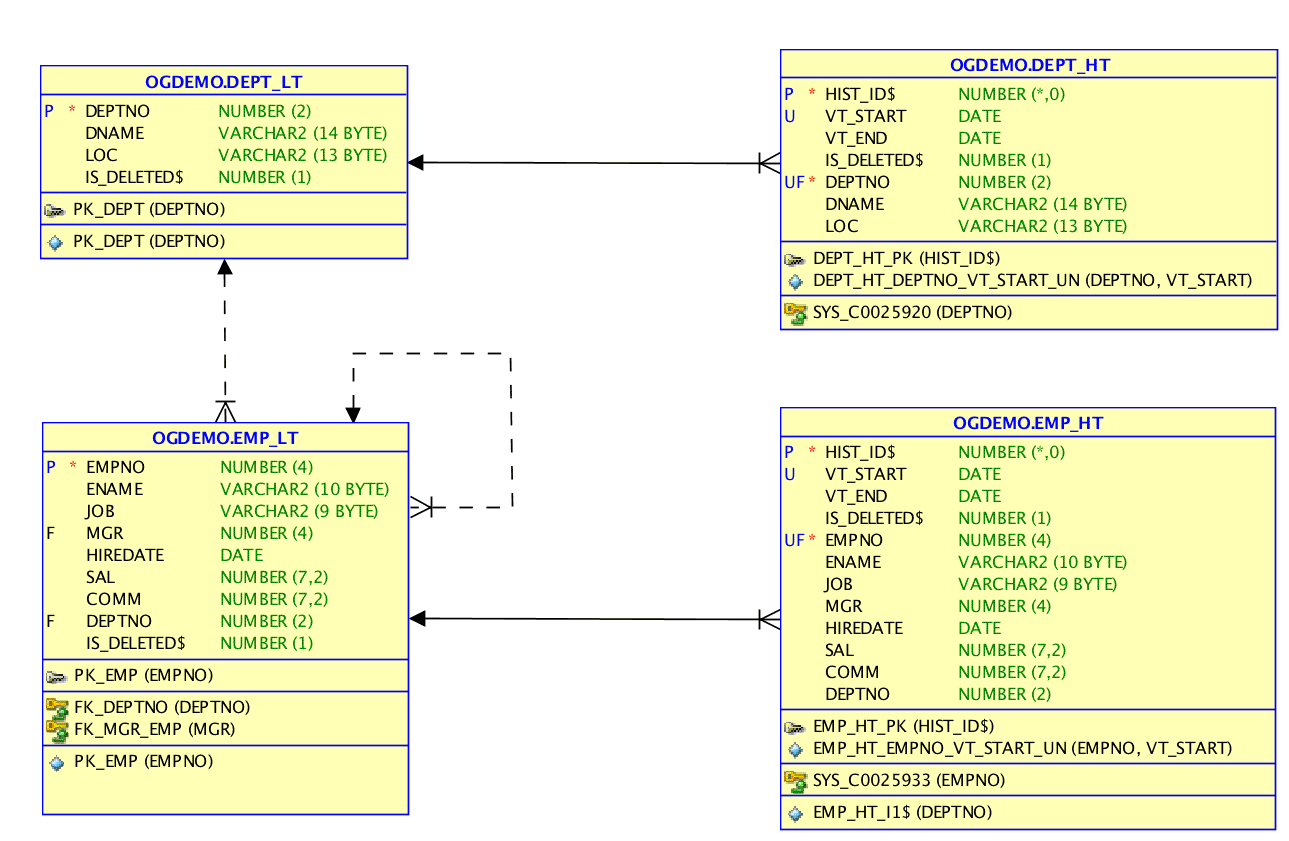 OGDEMO.DEPT_LT
P * DEPTNO NUMBER (2)
DNAME VARCHAR2 (14 BYTE)
LOC VARCHAR2 (13 BYTE)
IS_DELETED$ NUMBER (1)
PK_DEPT (DEPTNO)
PK_DEPT (DEPTNO)
OGDEMO.DEPT_HT
P * HIST_ID$ NUMBER (*,0)
U VT_START DATE
VT_END DATE
IS_DELETED$ NUMBER (1)
UF * DEPTNO NUMBER (2)
DNAME VARCHAR2 (14 BYTE)
LOC VARCHAR2 (13 BYTE)
DEPT_HT_PK (HIST_ID$)
DEPT_HT_DEPTNO_VT_START_UN (DEPTNO, VT_START)
SYS_C0025920 (DEPTNO)
OGDEMO.EMP_LT
P * EMPNO NUMBER (4)
ENAME VARCHAR2 (10 BYTE)
JOB VARCHAR2 (9 BYTE)
F MGR NUMBER (4)
HIREDATE DATE
SAL NUMBER (7,2)
COMM NUMBER (7,2)
F DEPTNO NUMBER (2)
IS_DELETED$ NUMBER (1)
PK_EMP (EMPNO)
FK_DEPTNO (DEPTNO)
FK_MGR_EMP (MGR)
PK_EMP (EMPNO)
OGDEMO.EMP_HT
P * HIST_ID$ NUMBER (*,0)
U VT_START DATE
VT_END DATE
IS_DELETED$ NUMBER (1)
UF * EMPNO NUMBER (4)
ENAME VARCHAR2 (10 BYTE)
JOB VARCHAR2 (9 BYTE)
MGR NUMBER (4)
HIREDATE DATE
SAL NUMBER (7,2)
COMM NUMBER (7,2)
DEPTNO NUMBER (2)
EMP_HT_PK (HIST_ID$)
EMP_HT_EMPNO_VT_START_UN (EMPNO, VT_START)
SYS_C0025933 (EMPNO)
EMP_HT_I1$ (DEPTNO)